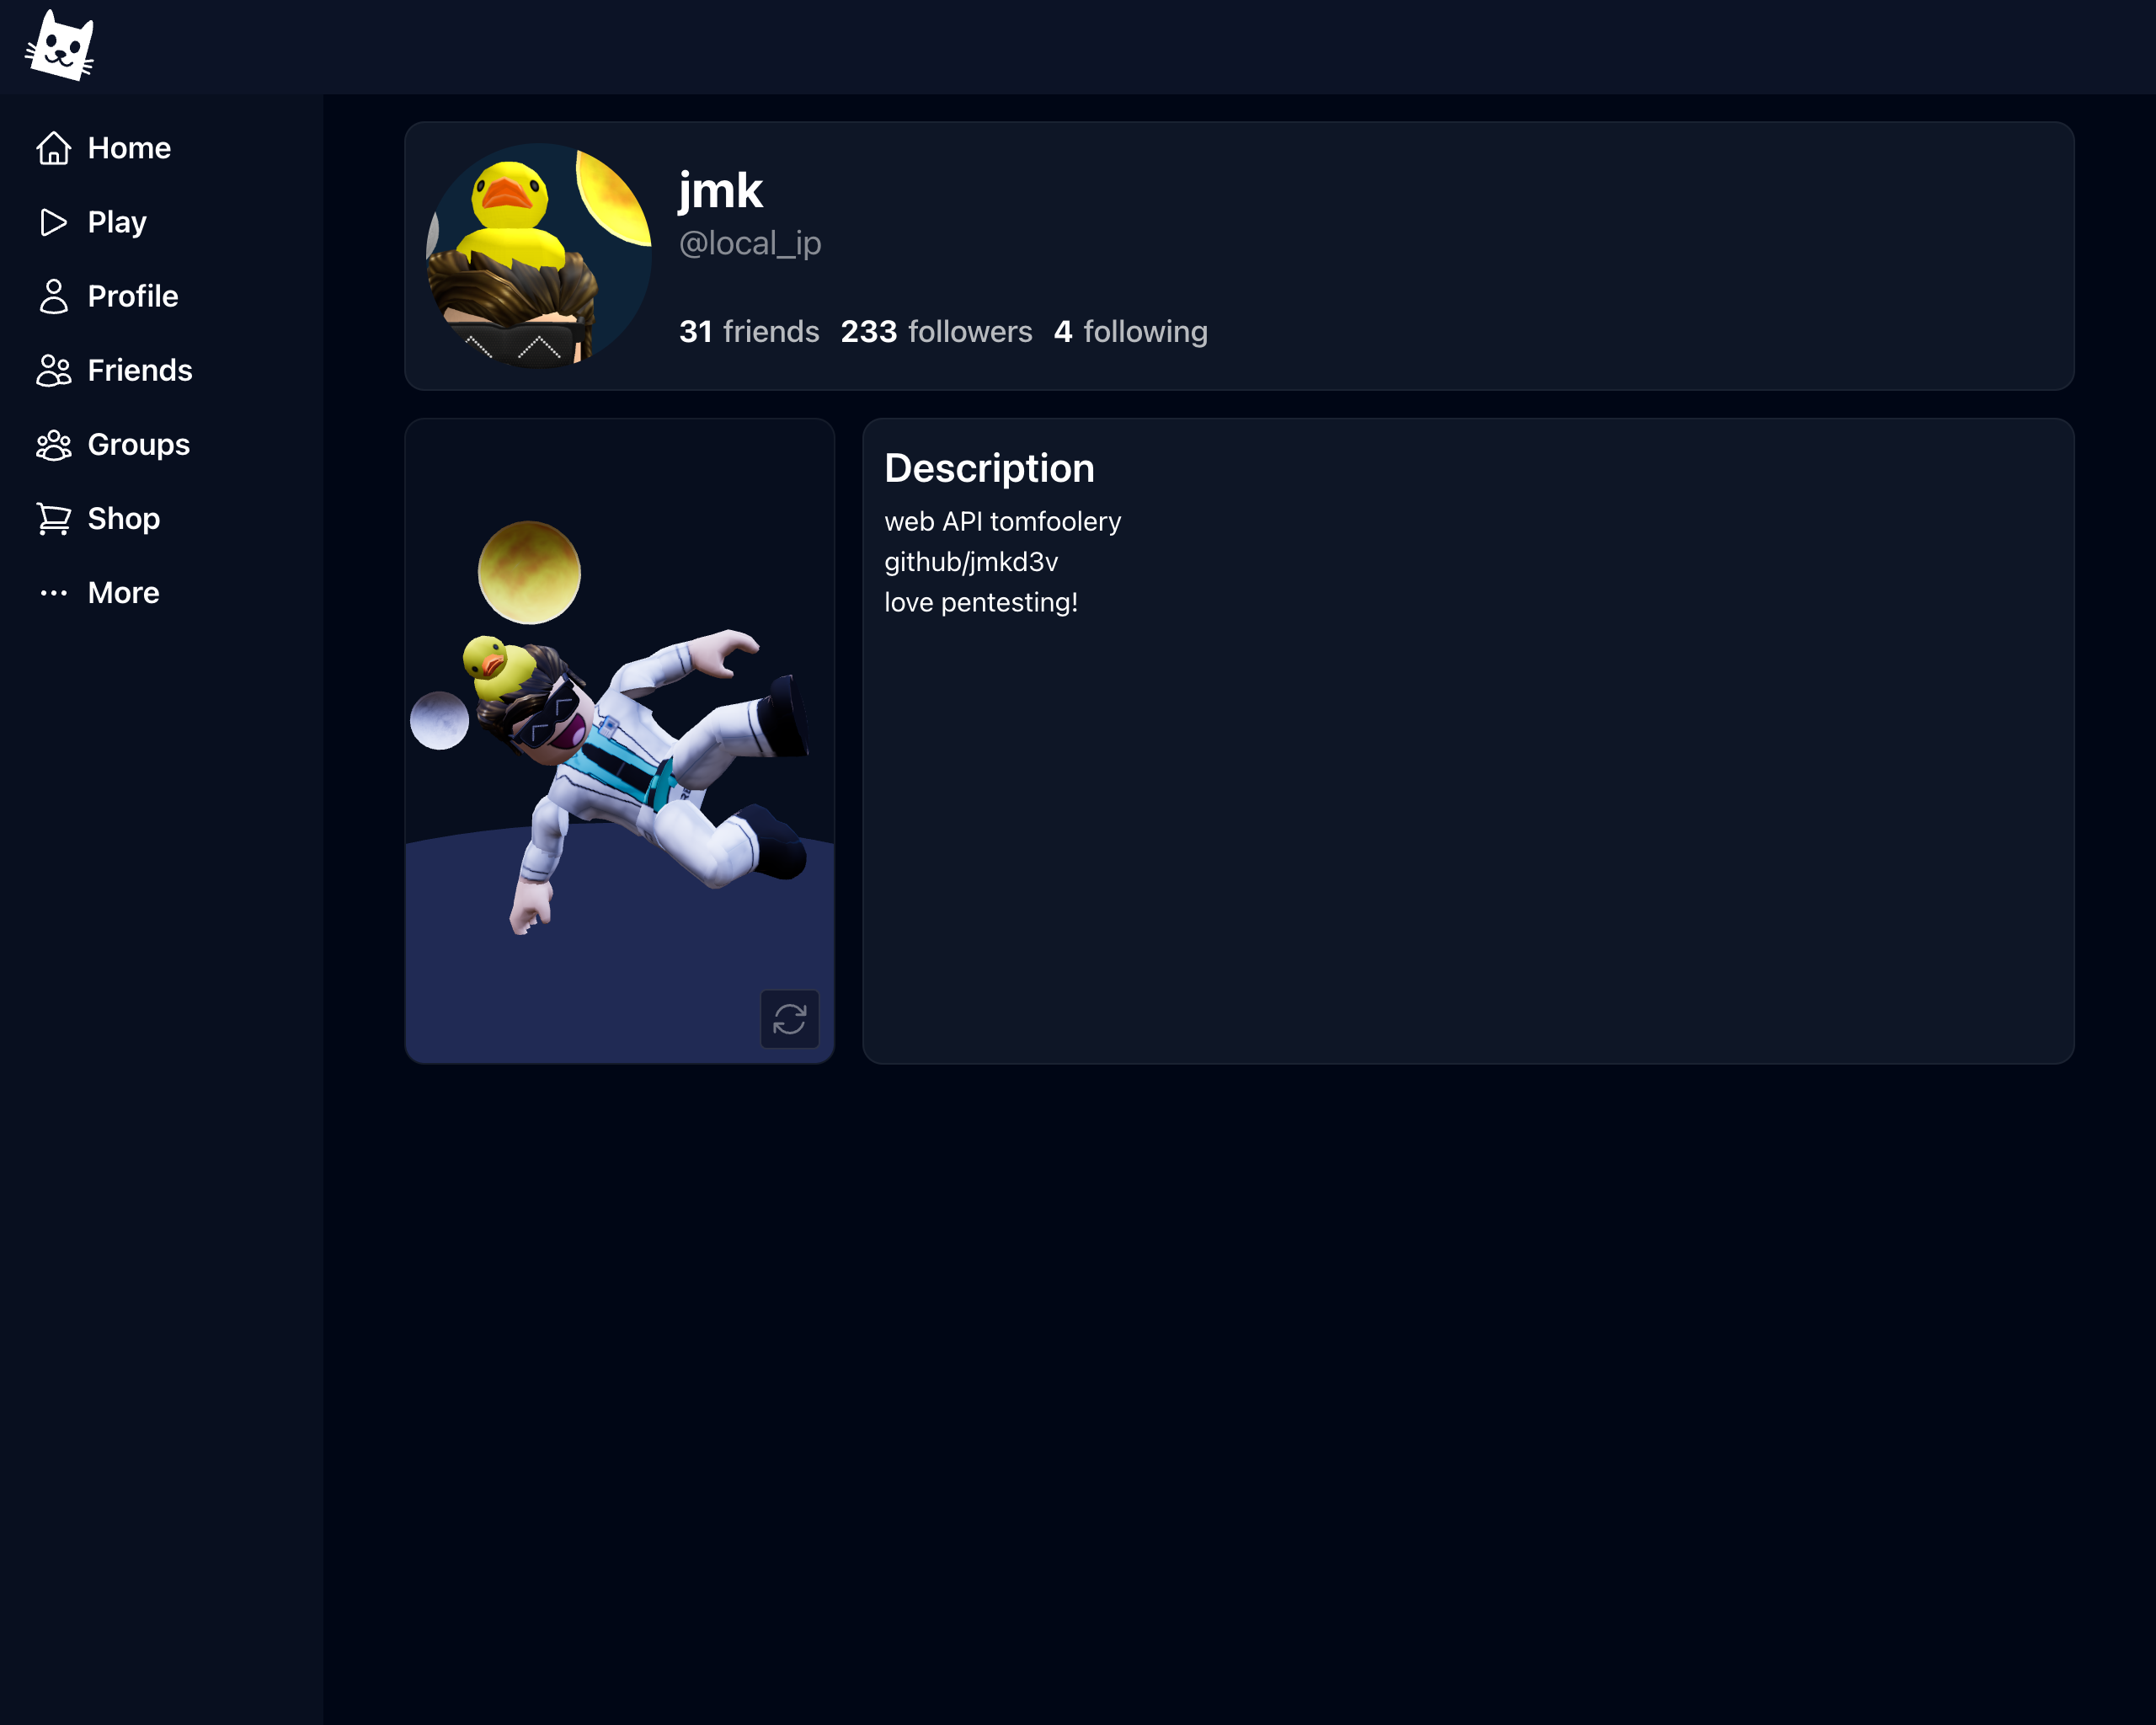 Home
Play
Profile
Friends
Groups
Shop
More
jmk
@local_ip
31 friends 233 followers 4 following
Description
web API tomfoolery
github/jmkd3v
love pentesting!